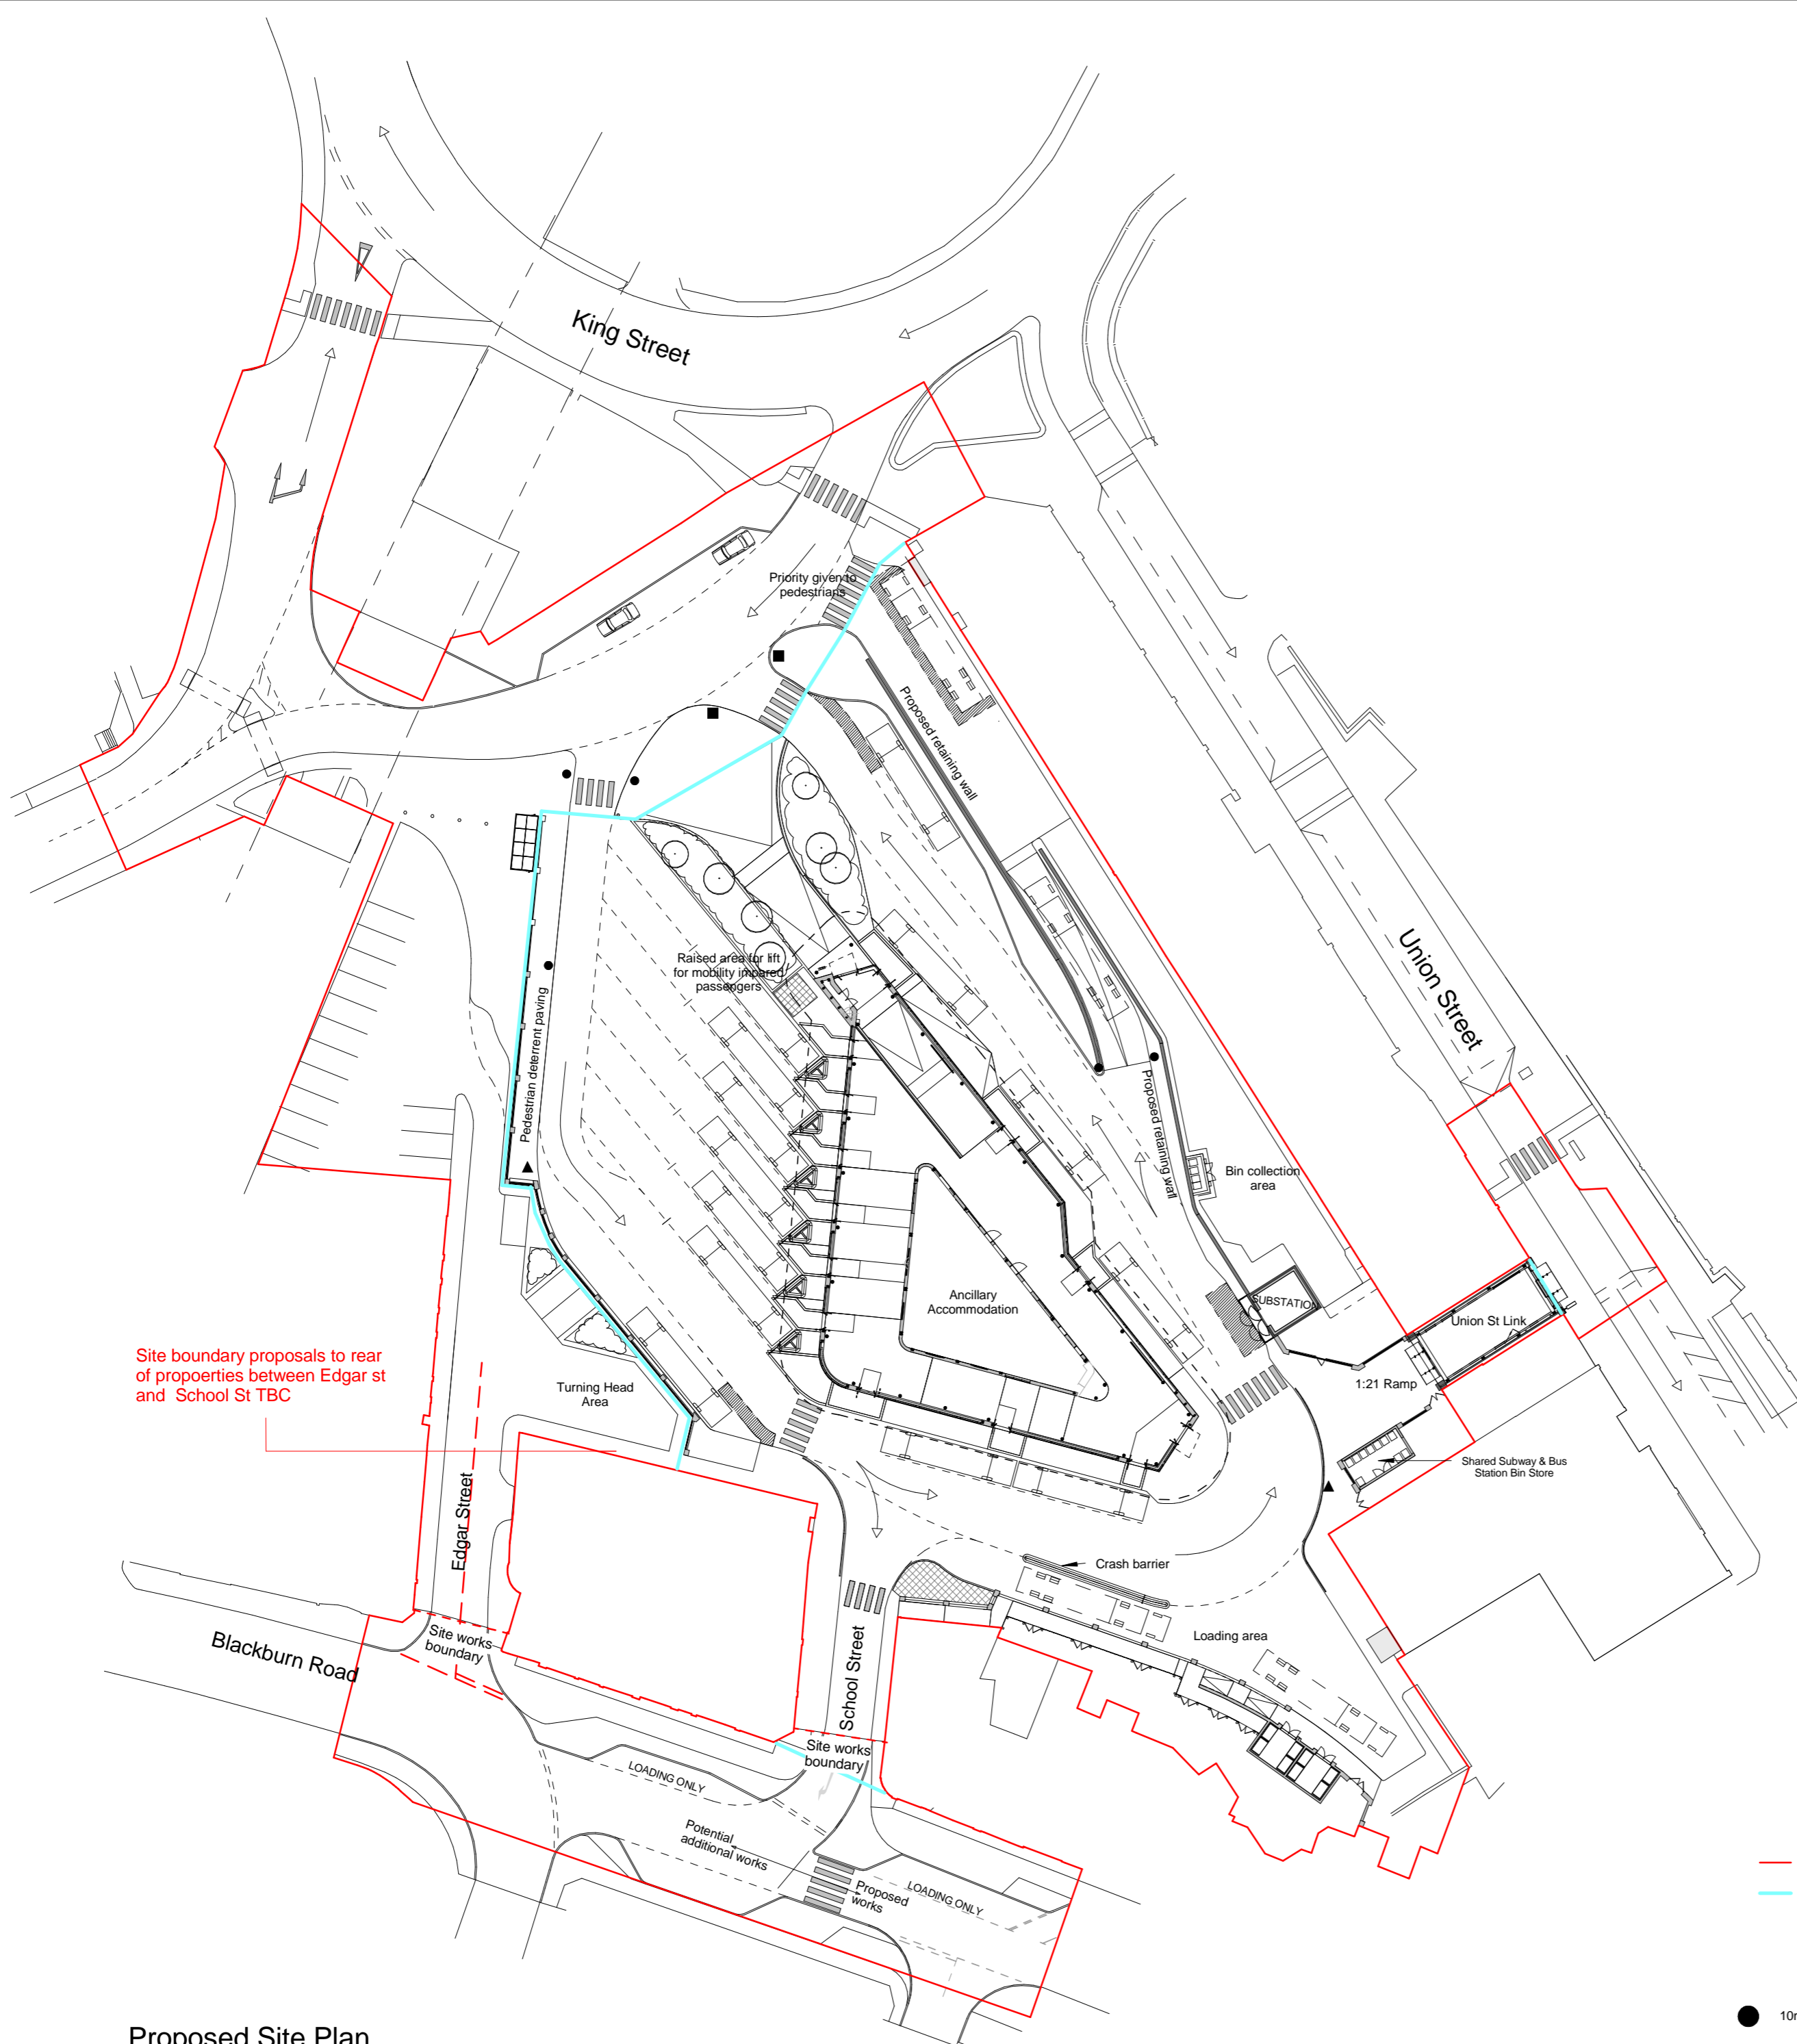 King Street
Priority given to
pedestrians
Proposed retaining wall
Union Street
Raised area for lift
for mobility impared
passengers
Pedestrian deterrent paving
Proposed retaining wall
Bin collection
area
Ancillary
Accommodation
SUBSTATION
Union St Link
1:21 Ramp
Site boundary proposals to rear
of propoerties between Edgar st
and School St TBC
Turning Head
Area
Shared Subway & Bus
Station Bin Store
Edgar Street
Crash barrier
Loading area
Blackburn Road
Site works
boundary
School Street
Site works
boundary
LOADING ONLY
Potential
additional works
Proposed
works
LOADING ONLY
Proposed Site Plan